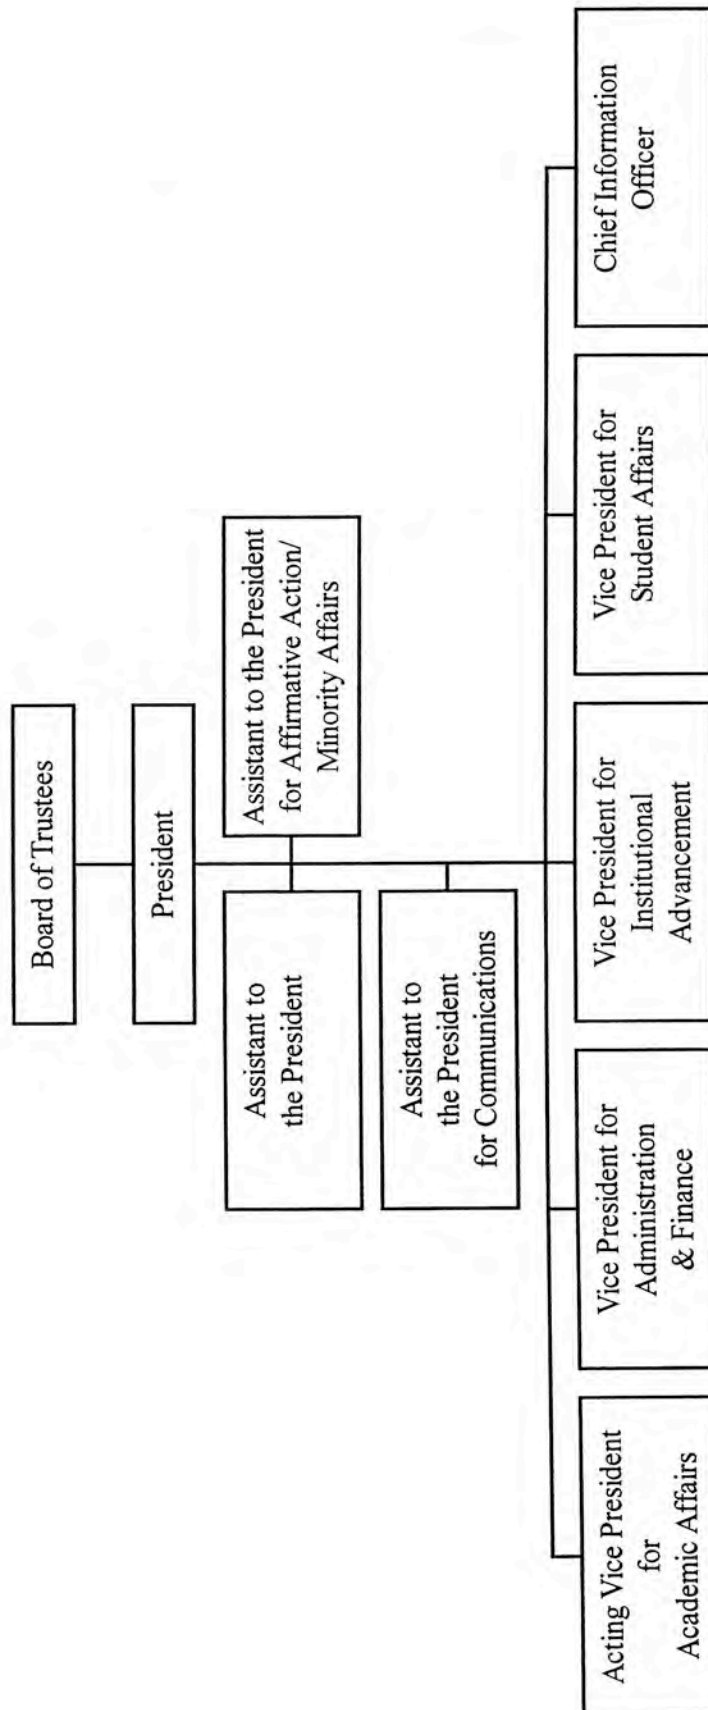 Board of Trustees
President
Assistant to
the President
Assistant to the President
for Affirmative Action/
Minority Affairs
Assistant to
the President
for Communications
Acting Vice President
for
Academic Affairs
Vice President for
Administration
& Finance
Vice President for
Institutional
Advancement
Vice President for
Student Affairs
Chief Information
Officer